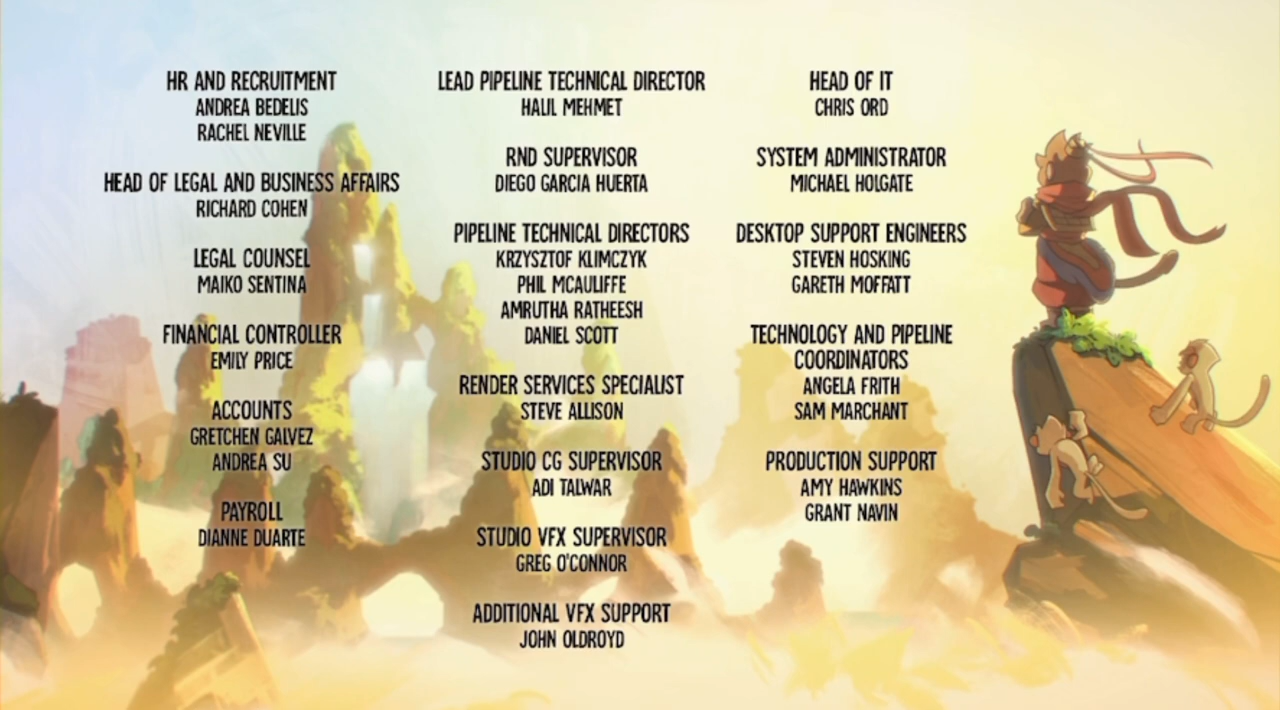 HR AND RECRUITMENT
ANDREA BEDELIS
RACHEL NEVILLE
HEAD OF LEGAL AND BUSINESS AFFAIRS
RICHARD COHEN
LEGAL COUNSEL
MAIKO SENTINA
FINANCIAL CONTROLLER
EMILY PRICE
ACCOUNTS
GRETCHEN GALVEZ
ANDREA SU
PAYROLL
DIANNE DUARTE
LEAD PIPELINE TECHNICAL DIRECTOR
HALIL MEHMET
RND SUPERVISOR
DIEGO GARCIA HUERTA
PIPELINE TECHNICAL DIRECTORS
KRZYSZTOF KLIMCZYK
PHIL MCAULIFFE
AMRUTHA RATHEESH
DANIEL SCOTT
RENDER SERVICES SPECIALIST
STEVE ALLISON
STUDIO CG SUPERVISOR
ADI TALWAR
STUDIO VFX SUPERVISOR
GREG O'CONNOR
ADDITIONAL VFX SUPPORT
JOHN OLDROYD
HEAD OF IT
CHRIS ORD
SYSTEM ADMINISTRATOR
MICHAEL HOLGATE
DESKTOP SUPPORT ENGINEERS
STEVEN HOSKING
GARETH MOFFATT
TECHNOLOGY AND PIPELINE
COORDINATORS
ANGELA FRITH
SAM MARCHANT
PRODUCTION SUPPORT
AMY HAWKINS
GRANT NAVIN